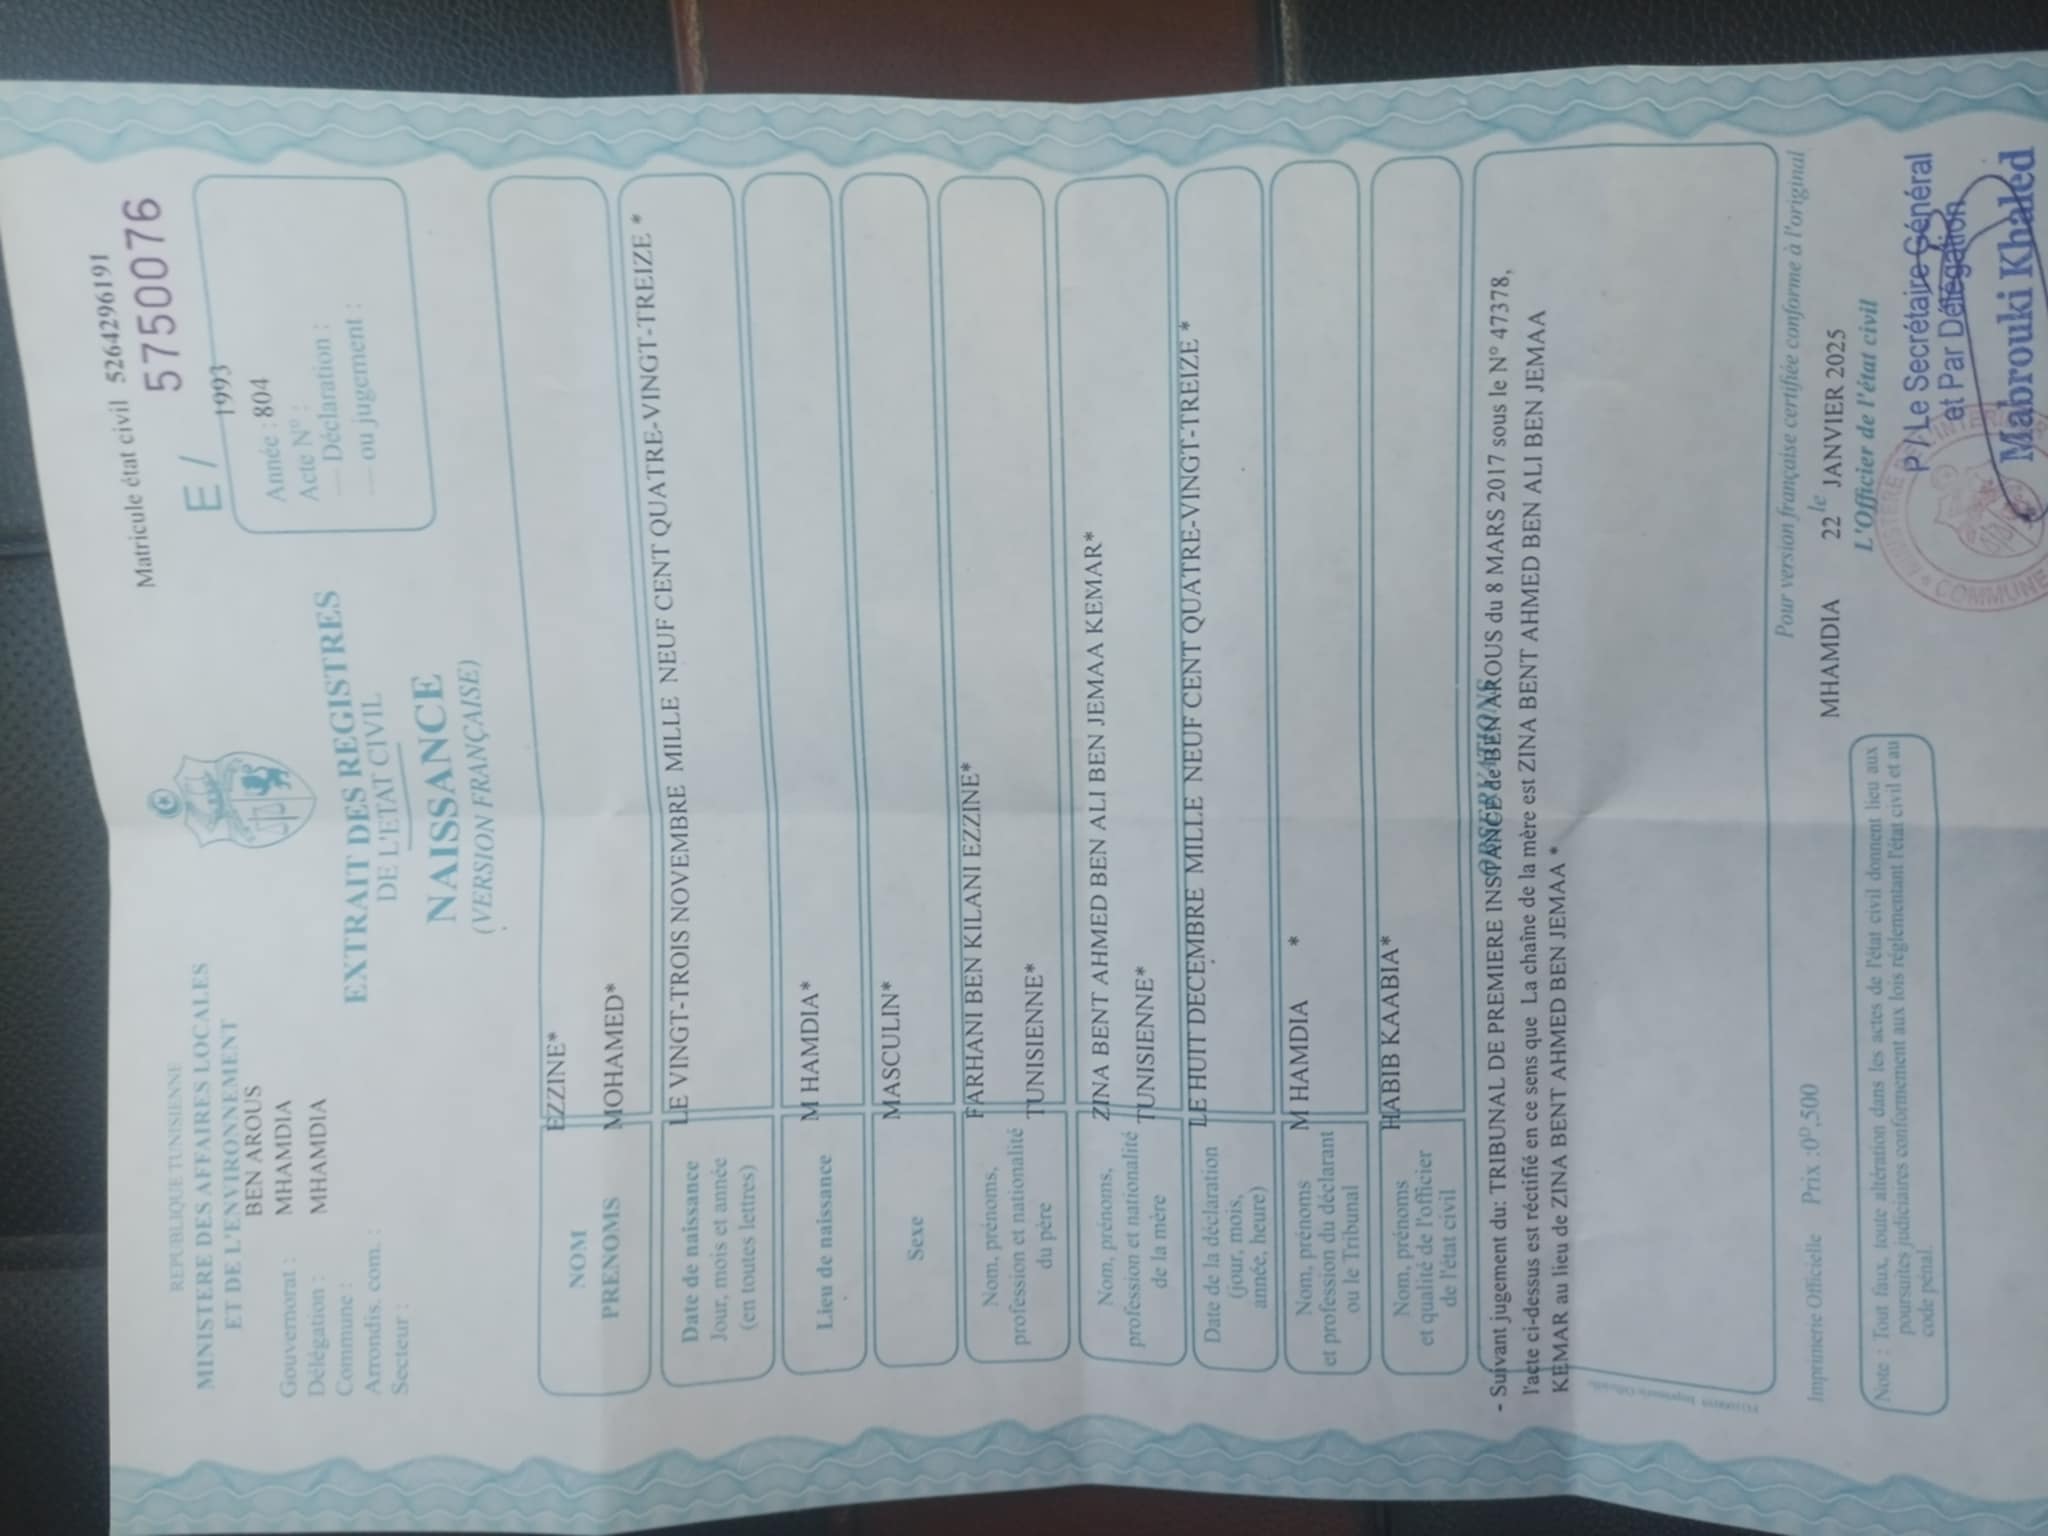 Matricule état civil 5264296191
5750076
E /
1993
Année : 804
Acte N° :
— Déclaration :
— ou jugement :
REPUBLIQUE TUNISIENNE
MINISTERE DES AFFAIRES LOCALES
ET DE L'ENVIRONNEMENT
BEN AROUS
Gouvernorat : MHAMDIA
Délégation : MHAMDIA
Commune :
Arrondis. com. :
Secteur :
EXTRAIT DES REGISTRES
DE L'ETAT CIVIL
NAISSANCE
(VERSION FRANÇAISE)
NOM EZZINE*
PRENOMS MOHAMED*
Date de naissance LE VINGT-TROIS NOVEMBRE MILLE NEUF CENT QUATRE-VINGT-TREIZE *
Jour, mois et année
(en toutes lettres)
Lieu de naissance M HAMDIA*
Sexe MASCULIN*
Nom, prénoms, FARHANI BEN KILANI EZZINE*
profession et nationalité
du père TUNISIENNE*
Nom, prénoms, ZINA BENT AHMED BEN ALI BEN JEMAA KEMAR*
profession et nationalité
de la mère TUNISIENNE*
Date de la déclaration LE HUIT DECEMBRE MILLE NEUF CENT QUATRE-VINGT-TREIZE *
(jour, mois,
année, heure)
Nom, prénoms M HAMDIA *
et profession du déclarant
ou le Tribunal
Nom, prénoms HABIB KAABIA*
et qualité de l'officier
de l'état civil
OBSERVATIONS
- Suivant jugement du: TRIBUNAL DE PREMIERE INSTANCE de BEN AROUS du 8 MARS 2017 sous le N° 47378,
l'acte ci-dessus est réctifié en ce sens que La chaîne de la mère est ZINA BENT AHMED BEN ALI BEN JEMAA
KEMAR au lieu de ZINA BENT AHMED BEN JEMAA *
Pour version française certifiée conforme à l'original
MHAMDIA 22 le JANVIER 2025
L'Officier de l'état civil
Imprimerie Officielle Prix : 0ᴰ,500
Note : Tout faux, toute altération dans les actes de l'état civil donnent lieu aux
poursuites judiciaires conformement aux lois réglementant l'état civil et au
code pénal.
P / Le Secrétaire Général
et Par Délégation
Mabrouki Khaled
COMMUNE